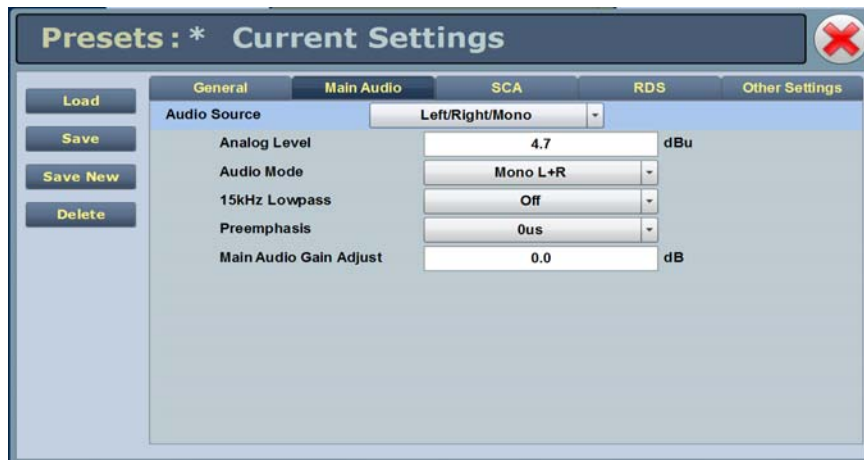 Presets : *  Current Settings
Load
Save
Save New
Delete
General Main Audio SCA RDS Other Settings
Audio Source Left/Right/Mono
Analog Level 4.7 dBu
Audio Mode Mono L+R
15kHz Lowpass Off
Preemphasis 0us
Main Audio Gain Adjust 0.0 dB